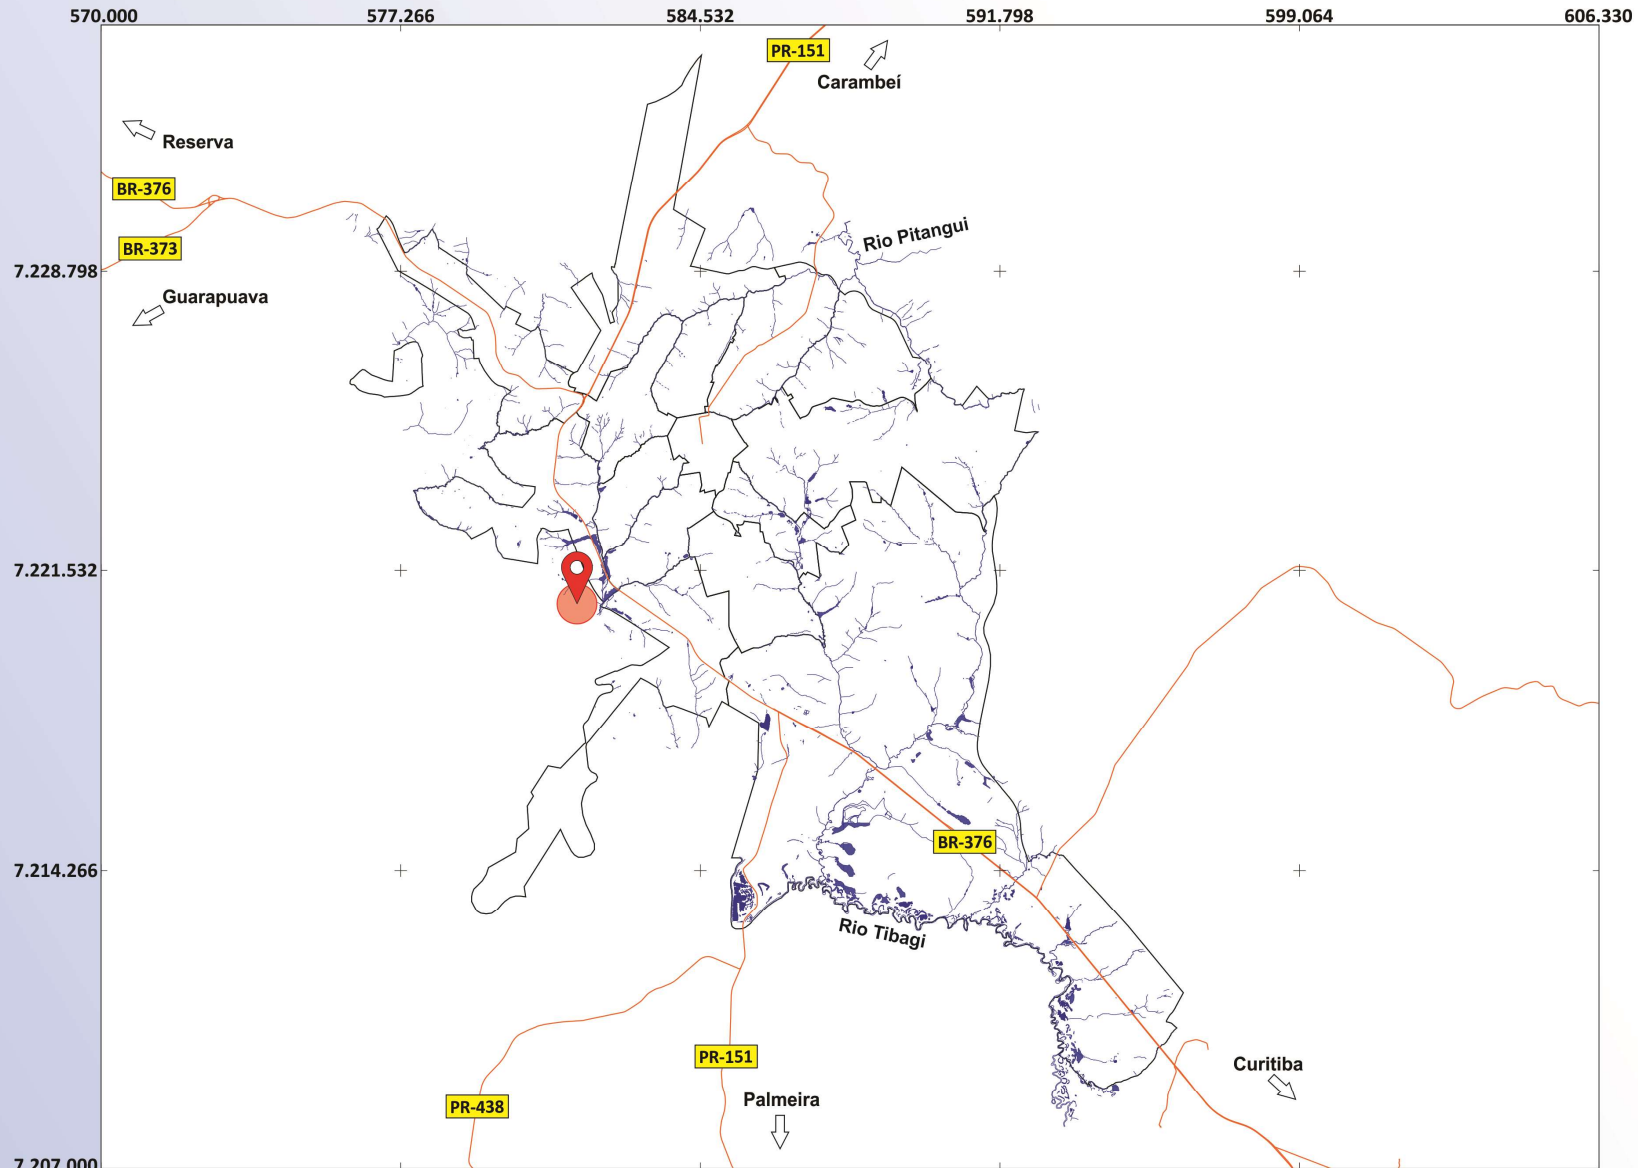 570.000 577.266 584.532 591.798 599.064 606.330
PR-151
Carambeí
Reserva
BR-376
Rio Pitangui
BR-373
7.228.798
Guarapuava
7.221.532
BR-376
7.214.266
Rio Tibagi
PR-151
Curitiba
Palmeira
PR-438
7.207.000